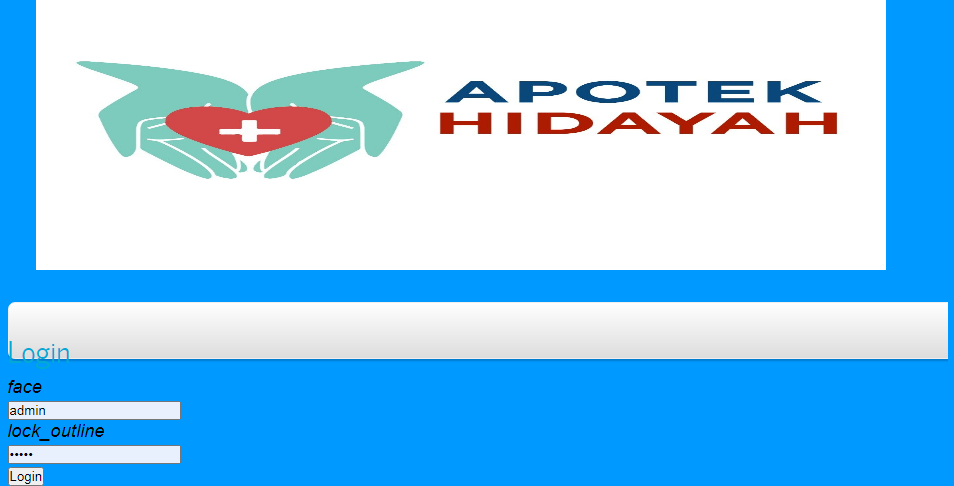 APOTEK
HIDAYAH
Login
face
admin
lock_outline
•••••
Login